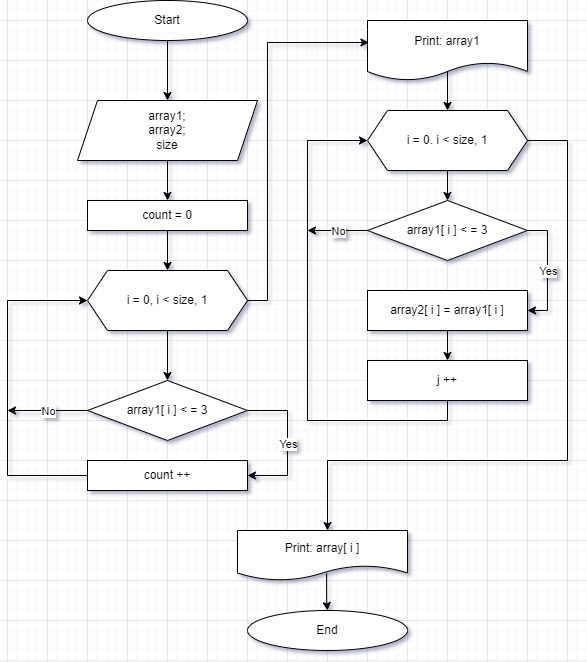 Start
array1;
array2;
size
count = 0
i = 0, i < size, 1
array1[ i ] < = 3
No
Yes
count ++
Print: array1
i = 0. i < size, 1
array1[ i ] < = 3
No
Yes
array2[ i ] = array1[ i ]
j ++
Print: array[ i ]
End